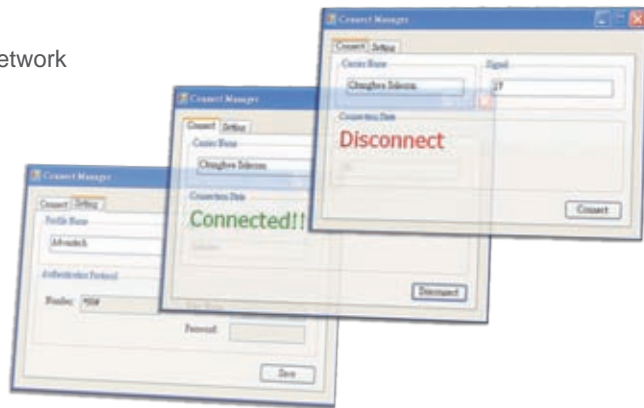 etwork
Connect Manager
Connect Setting
Carrier Name
Signal
Chunghwa Telecom
17
Connection State
Disconnect
Connect
Connect Manager
Connect Setting
Carrier Name
Chunghwa Telecom
Connection State
Connected!!
Disconnect
Connect Manager
Connect Setting
Profile Name
Advantech
Authentication Protocol
Number
Password
Save